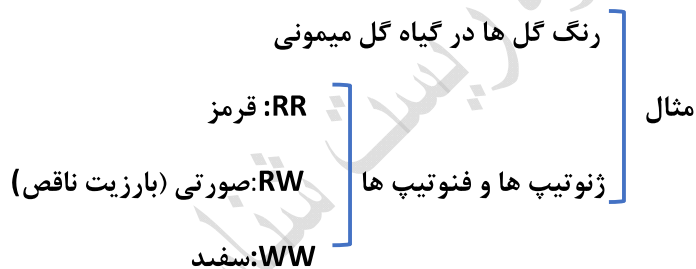 رنگ گل ها در گیاه گل میمونی
مثال
RR: قرمز
ژنوتیپ ها و فنوتیپ ها
RW:صورتی (بارزیت ناقص)
WW:سفید